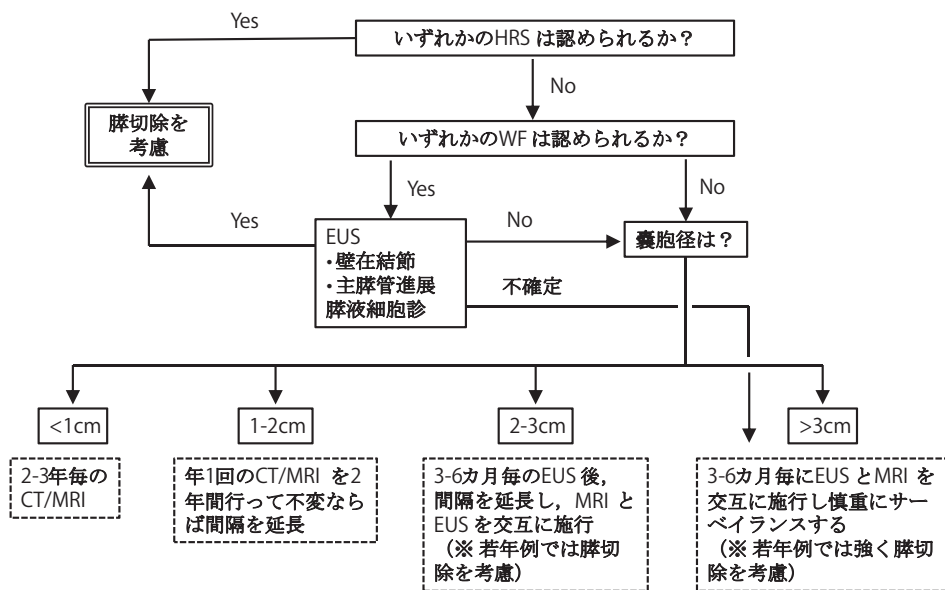 Yes
いずれかのHRS は認められるか？
No
膵切除を
考慮
いずれかのWF は認められるか？
Yes
No
Yes
EUS
・壁在結節
・主膵管進展
膵液細胞診
No
嚢胞径は？
不確定
<1cm
1-2cm
2-3cm
>3cm
2-3年毎の
CT/MRI
年1回のCT/MRI を2
年間行って不変なら
ば間隔を延長
3-6カ月毎のEUS 後，
間隔を延長し，MRI と
EUS を交互に施行
（※ 若年例では膵切
除を考慮）
3-6カ月毎にEUS とMRI を
交互に施行し慎重にサー
ベイランスする
（※ 若年例では強く膵切
除を考慮）